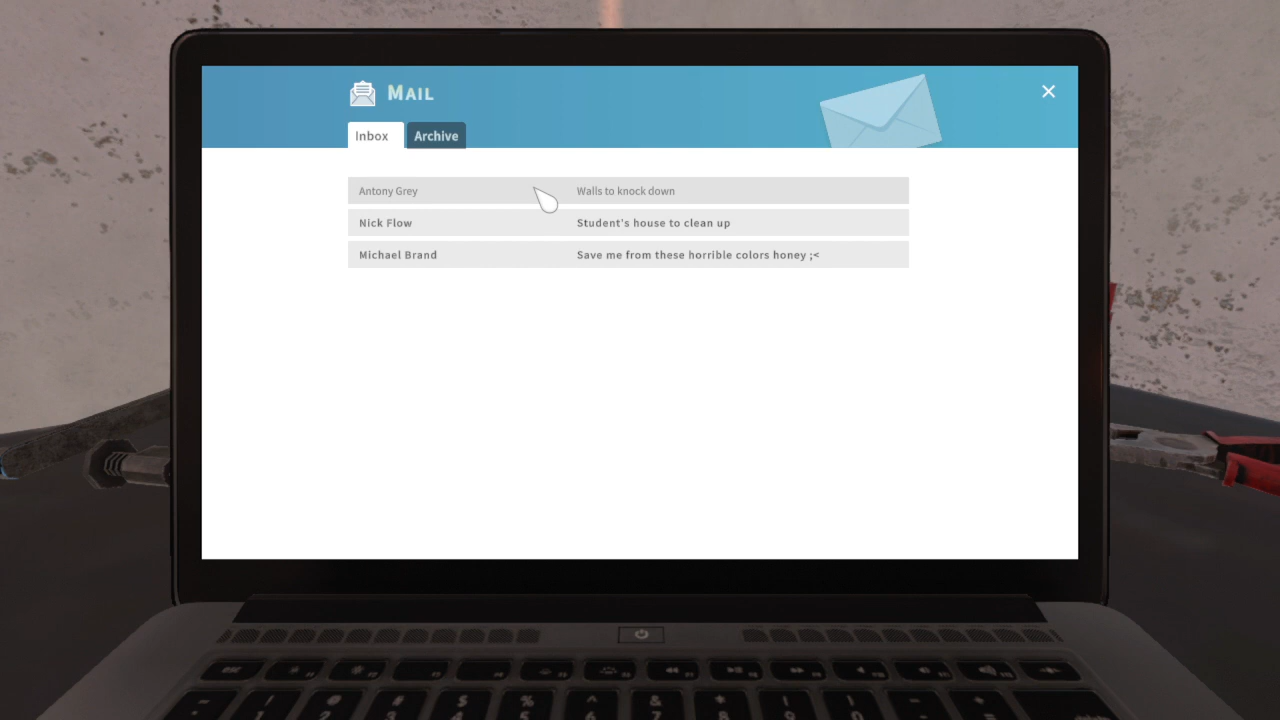 Mail
Inbox
Archive
Antony Grey Walls to knock down
Nick Flow Student's house to clean up
Michael Brand Save me from these horrible colors honey ;<